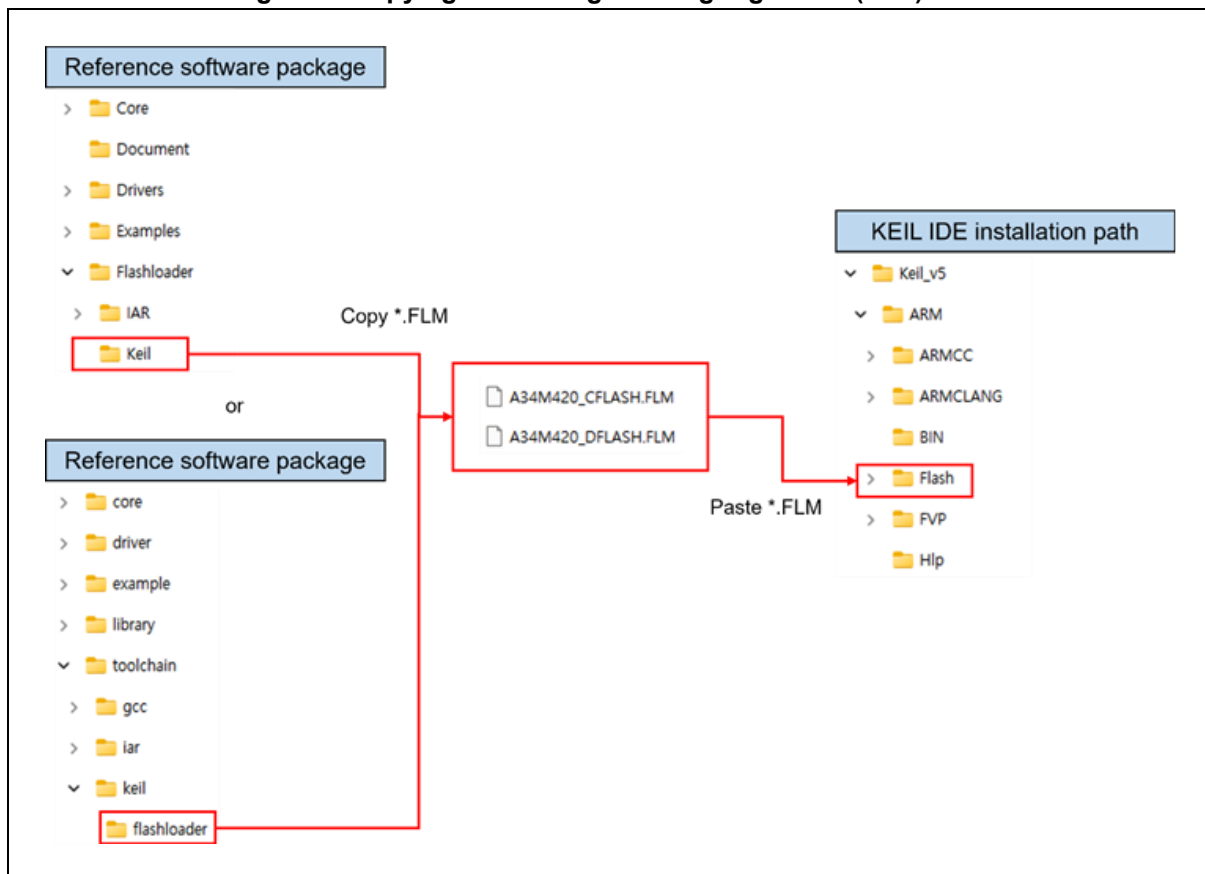 Reference software package
Core
Document
Drivers
Examples
Flashloader
IAR
Keil
Copy *.FLM
or
Reference software package
core
driver
example
library
toolchain
gcc
iar
keil
flashloader
A34M420_CFLASH.FLM
A34M420_DFLASH.FLM
Paste *.FLM
KEIL IDE installation path
Keil_v5
ARM
ARMCC
ARMCLANG
BIN
Flash
FVP
Hlp